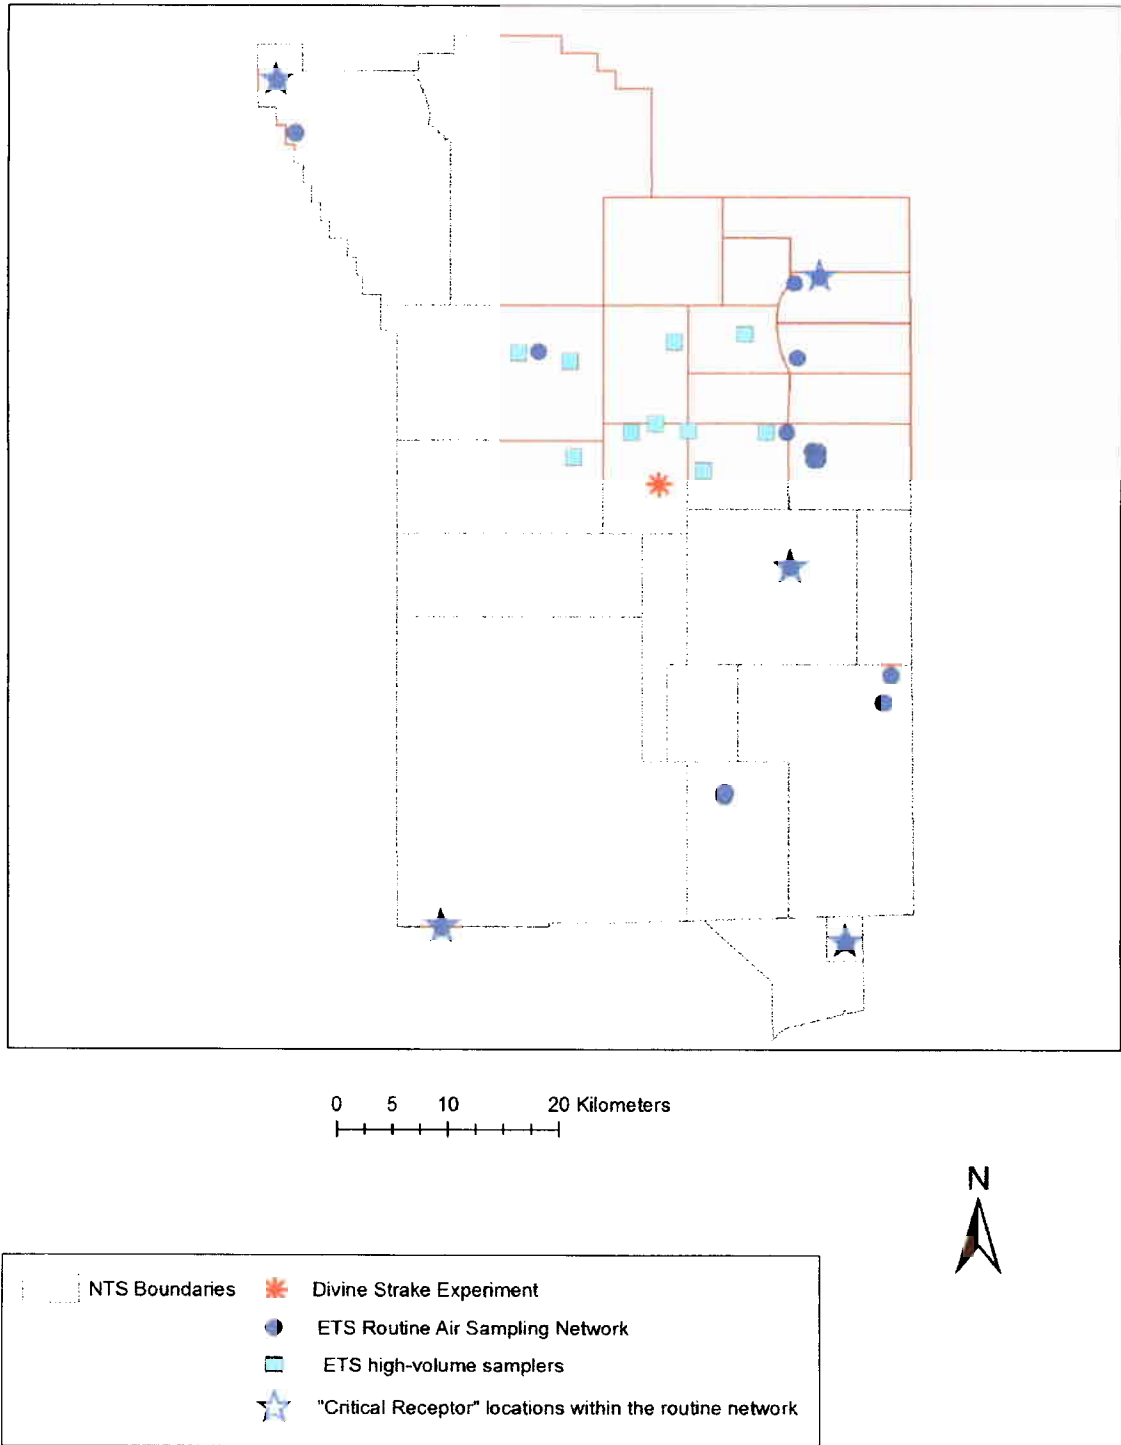 0 5 10 20 Kilometers
N
NTS Boundaries
Divine Strake Experiment
ETS Routine Air Sampling Network
ETS high-volume samplers
"Critical Receptor" locations within the routine network